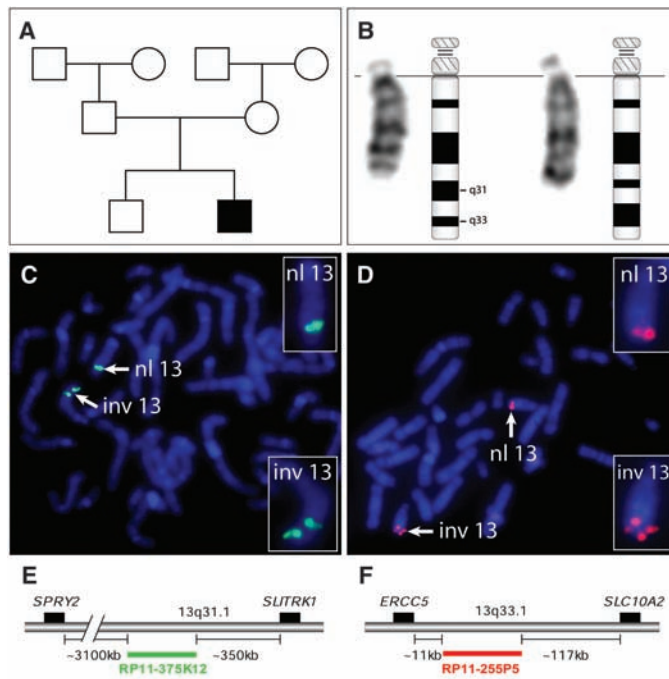 A
B
q31
q33
C
nl 13
nl 13
inv 13
inv 13
D
nl 13
nl 13
inv 13
inv 13
E
SPRY2
13q31.1
SLITRK1
~3100kb
~350kb
RP11-375K12
F
ERCC5
13q33.1
SLC10A2
~11kb
~117kb
RP11-255P5